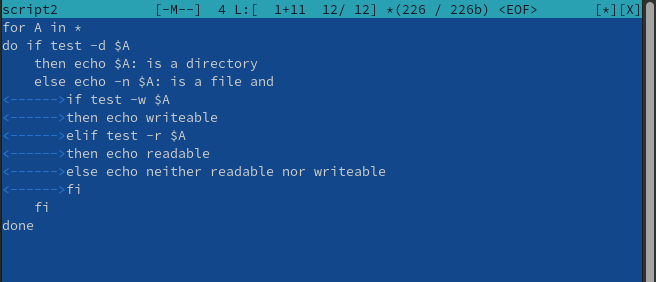 script2 [-M--] 4 L:[ 1+11 12/ 12] *(226 / 226b) <EOF> [*][X]
for A in *
do if test -d $A
    then echo $A: is a directory
    else echo -n $A: is a file and
<------>if test -w $A
<------>then echo writeable
<------>elif test -r $A
<------>then echo readable
<------>else echo neither readable nor writeable
<------>fi
    fi
done